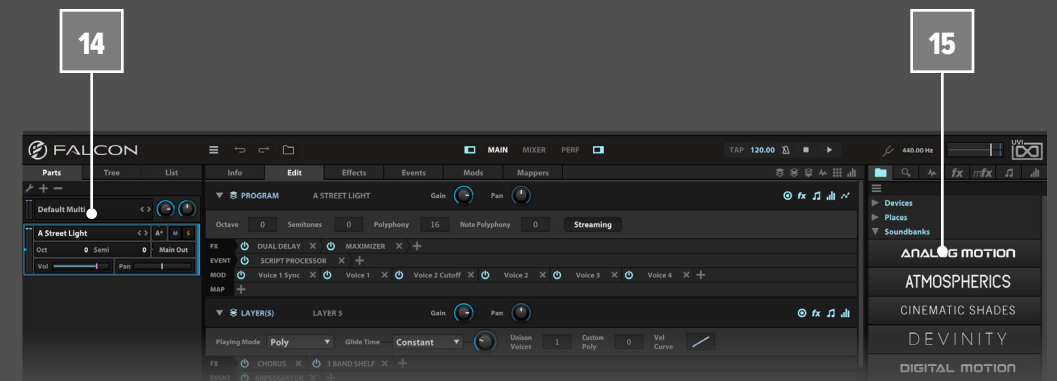 14 15
FALCON MAIN MIXER PERF TAP 120.00 440.00 Hz UVI
Parts Tree List Info Edit Effects Events Mods Mappers fx mfx
Default Multi
PROGRAM A STREET LIGHT Gain Pan fx
Devices
Places
Soundbanks
Octave 0 Semitones 0 Polyphony 16 Note Polyphony 0 Streaming
A Street Light A* M S
Oct 0 Semi 0 Main Out
Vol Pan
FX DUAL DELAY X MAXIMIZER X +
EVENT SCRIPT PROCESSOR X +
MOD Voice 1 Sync X Voice 1 X Voice 2 Cutoff X Voice 2 X Voice 3 X Voice 4 X +
MAP +
LAYER(S) LAYER 5 Gain Pan fx
Playing Mode Poly Glide Time Constant Unison Voices 1 Custom Poly 0 Vel Curve
FX CHORUS X 3 BAND SHELF X +
EVENT ARPEGGIATOR X +
ANALOG MOTION
ATMOSPHERICS
CINEMATIC SHADES
DEVINITY
DIGITAL MOTION